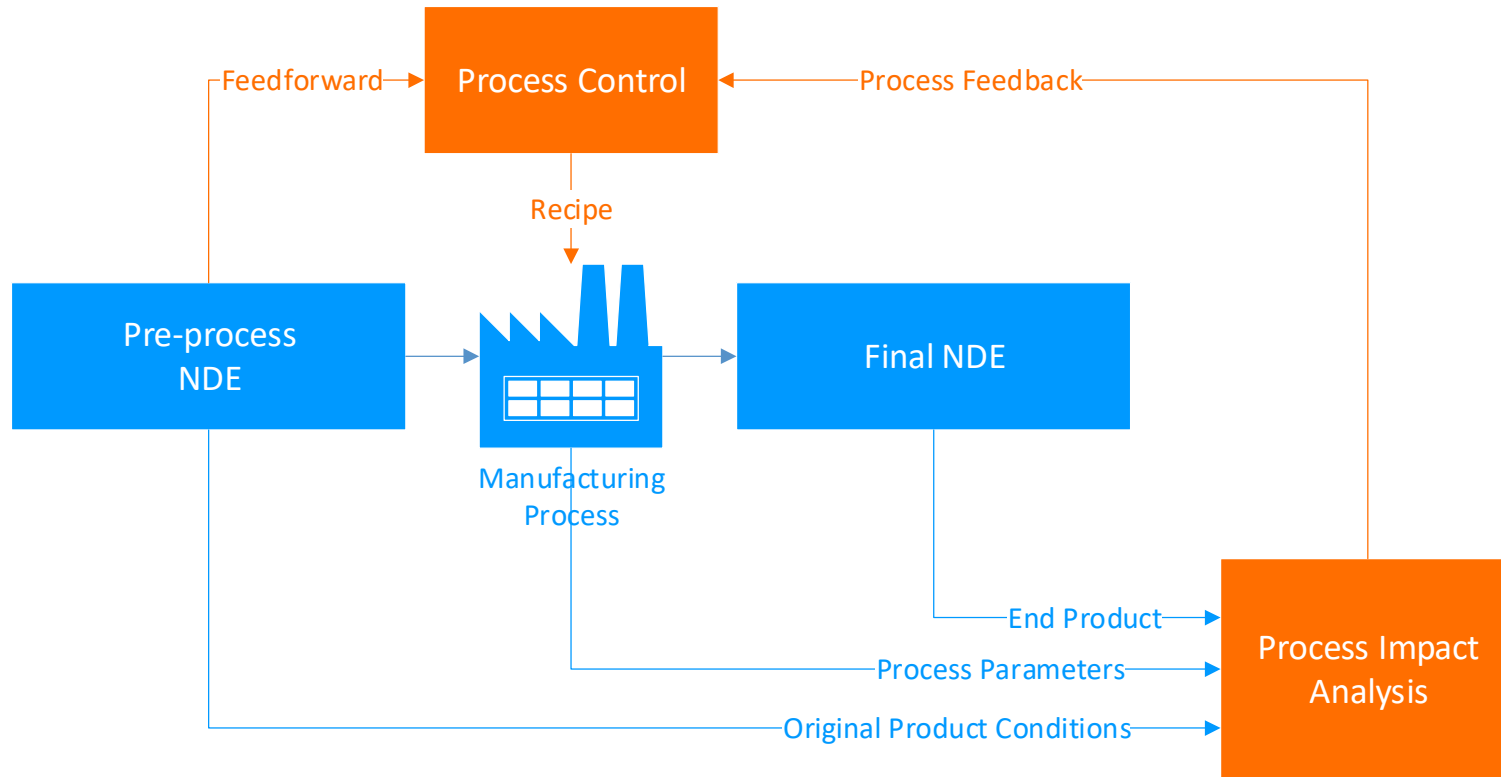 Feedforward
Process Control
Process Feedback
Recipe
Pre-process
NDE
Final NDE
Manufacturing
Process
End Product
Process Parameters
Original Product Conditions
Process Impact
Analysis